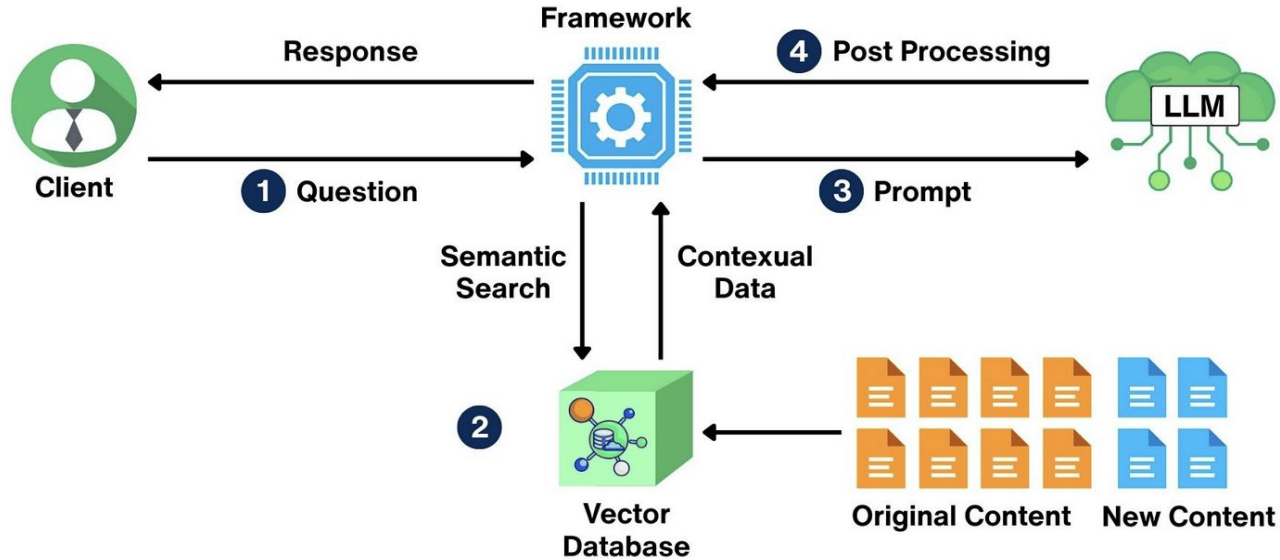 Framework
Response
4 Post Processing
LLM
Client
1 Question
3 Prompt
Semantic
Search
Contexual
Data
2
Vector
Database
Original Content
New Content